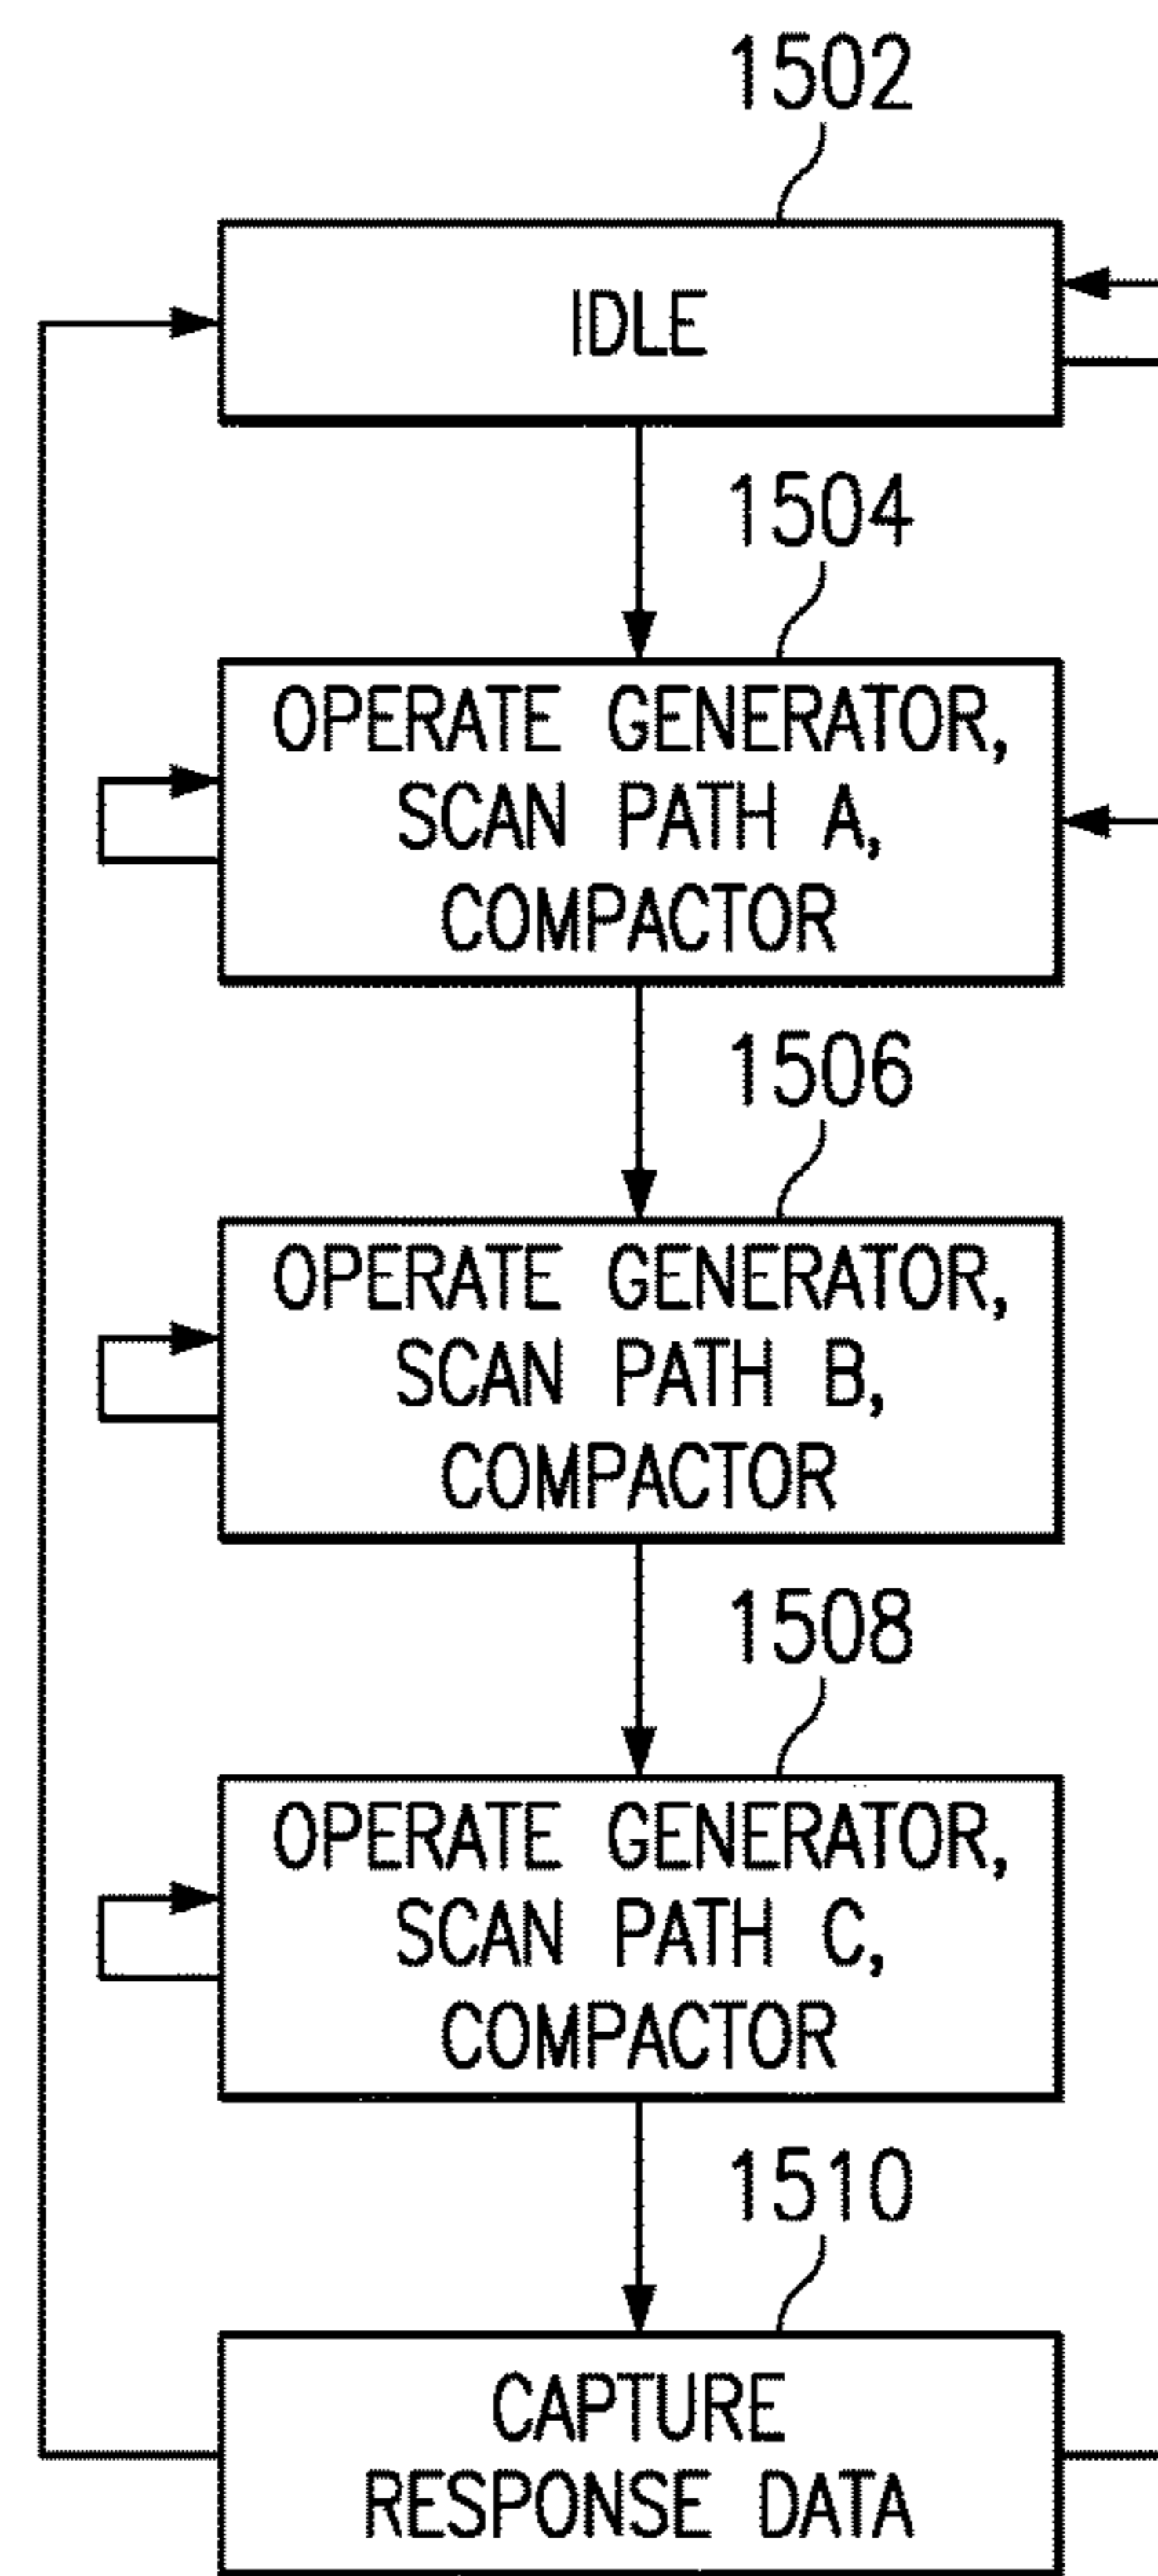 1502
IDLE
1504
OPERATE GENERATOR,
SCAN PATH A,
COMPACTOR
1506
OPERATE GENERATOR,
SCAN PATH B,
COMPACTOR
1508
OPERATE GENERATOR,
SCAN PATH C,
COMPACTOR
1510
CAPTURE
RESPONSE DATA